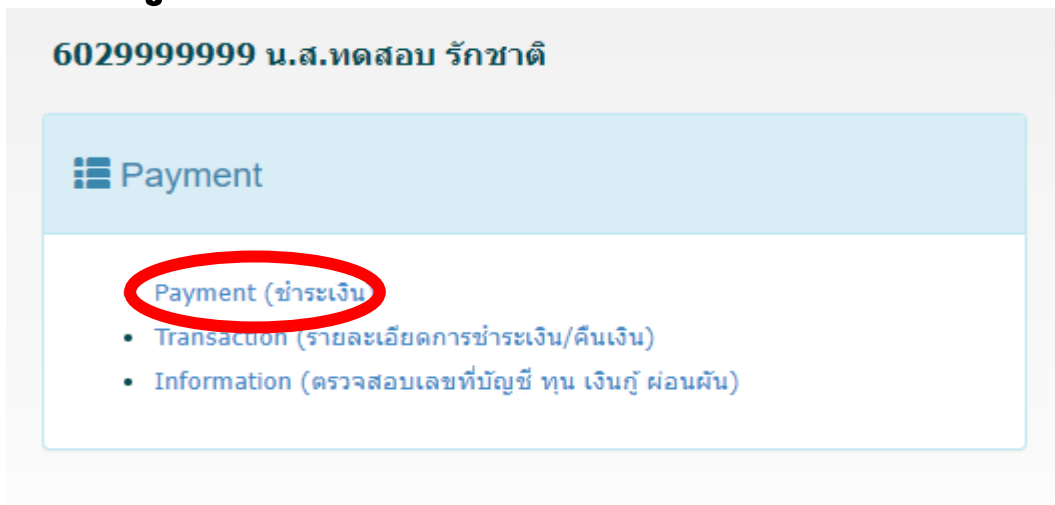 6029999999 น.ส.ทดสอบ รักชาติ
Payment
Payment (ชำระเงิน)
Transaction (รายละเอียดการชำระเงิน/คืนเงิน)
Information (ตรวจสอบเลขที่บัญชี ทุน เงินกู้ ผ่อนผัน)